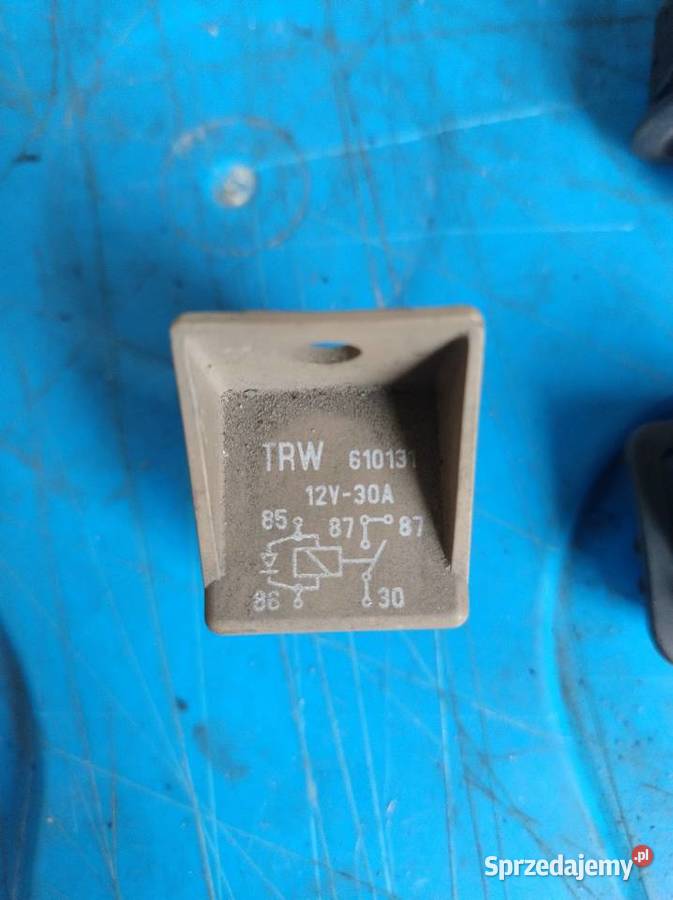 TRW 610131
12V-30A
85 87 87
86 30
Sprzedajemy.pl